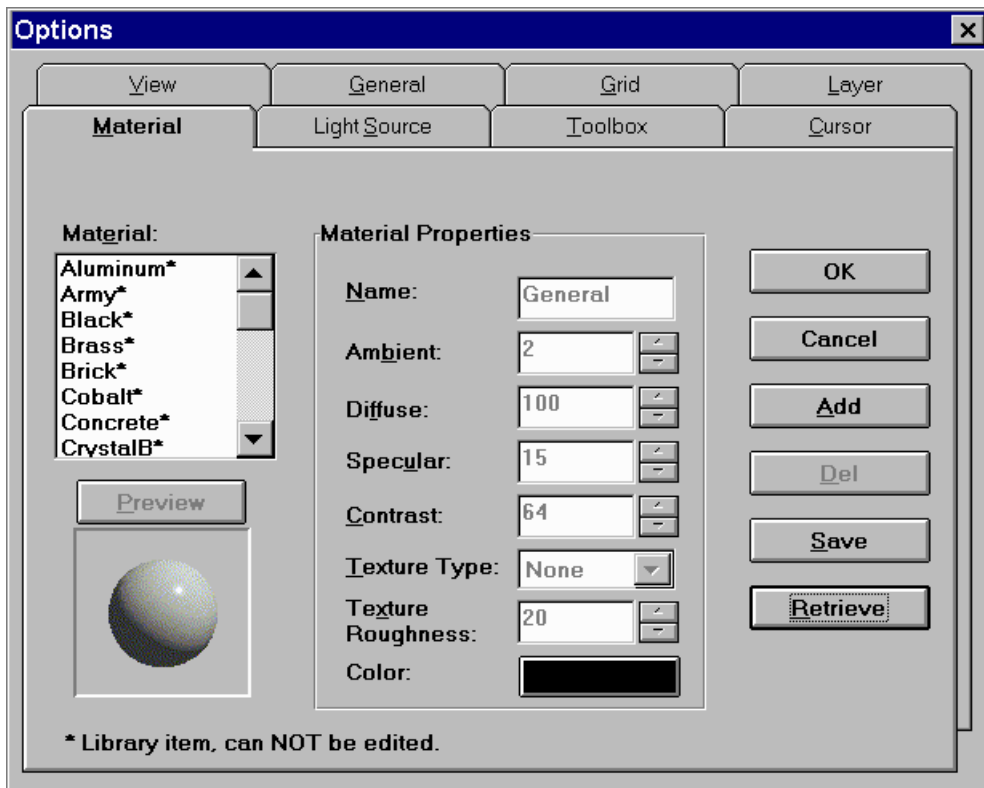 Options
View General Grid Layer
Material Light Source Toolbox Cursor
Material:
Aluminum*
Army*
Black*
Brass*
Brick*
Cobalt*
Concrete*
CrystalB*
Preview
Material Properties
Name: General
Ambient: 2
Diffuse: 100
Specular: 15
Contrast: 64
Texture Type: None
Texture
Roughness: 20
Color:
OK
Cancel
Add
Del
Save
Retrieve
* Library item, can NOT be edited.